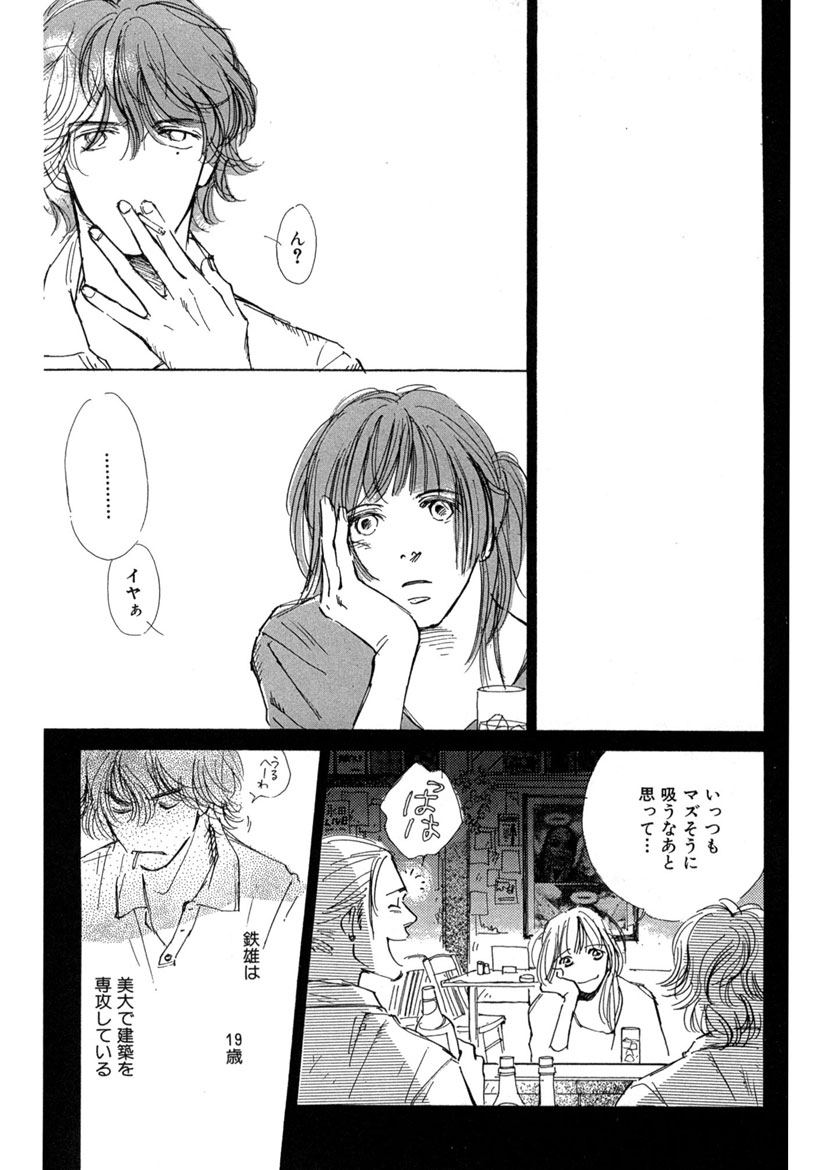 ん？
…………
イヤぁ
いっつも
マズそうに
吸うなあと
思って…
はは
うる
へーわ
鉄雄は
19歳
美大で建築を
専攻している